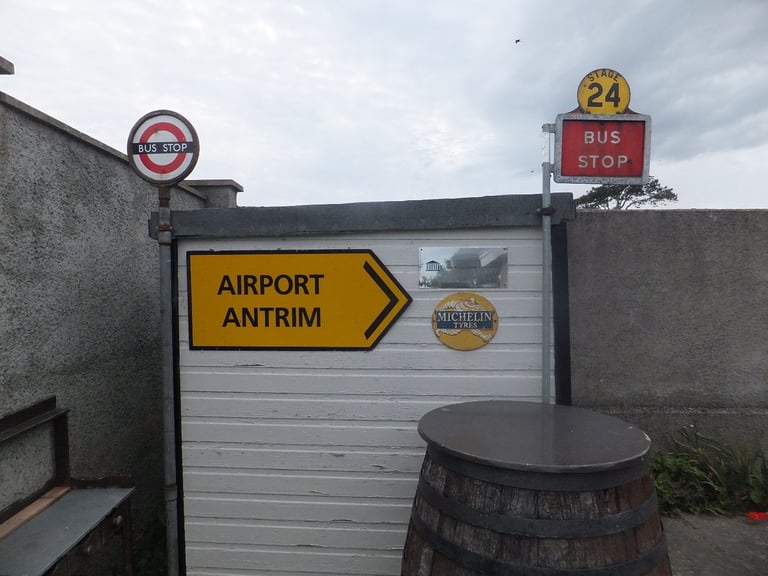 BUS STOP
STAGE
24
BUS
STOP
AIRPORT
ANTRIM
MICHELIN
TYRES